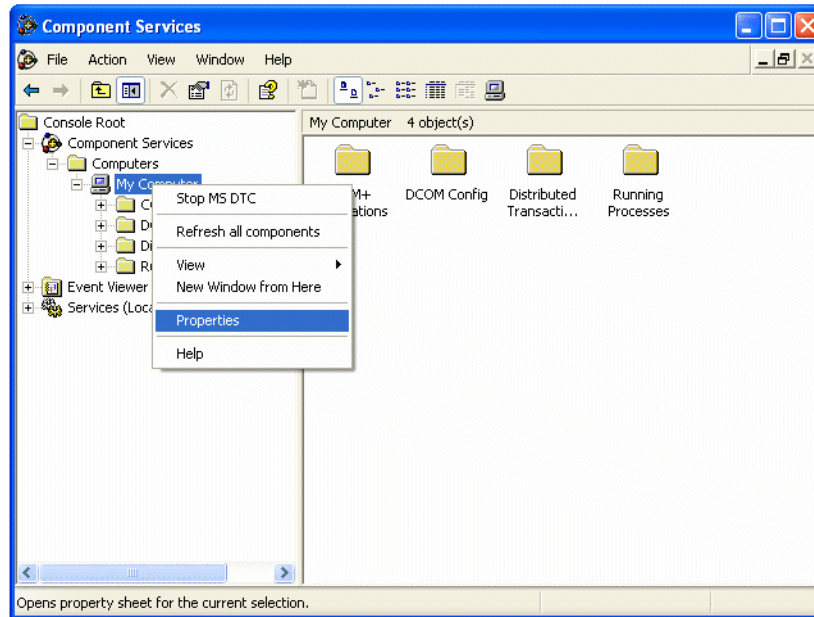 Component Services
File Action View Window Help
Console Root
My Computer 4 object(s)
Component Services
Computers
My Computer
Event Viewer
Services (Loca
Stop MS DTC
Refresh all components
View
New Window from Here
Properties
Help
M+
ations
DCOM Config
Distributed
Transacti...
Running
Processes
Opens property sheet for the current selection.